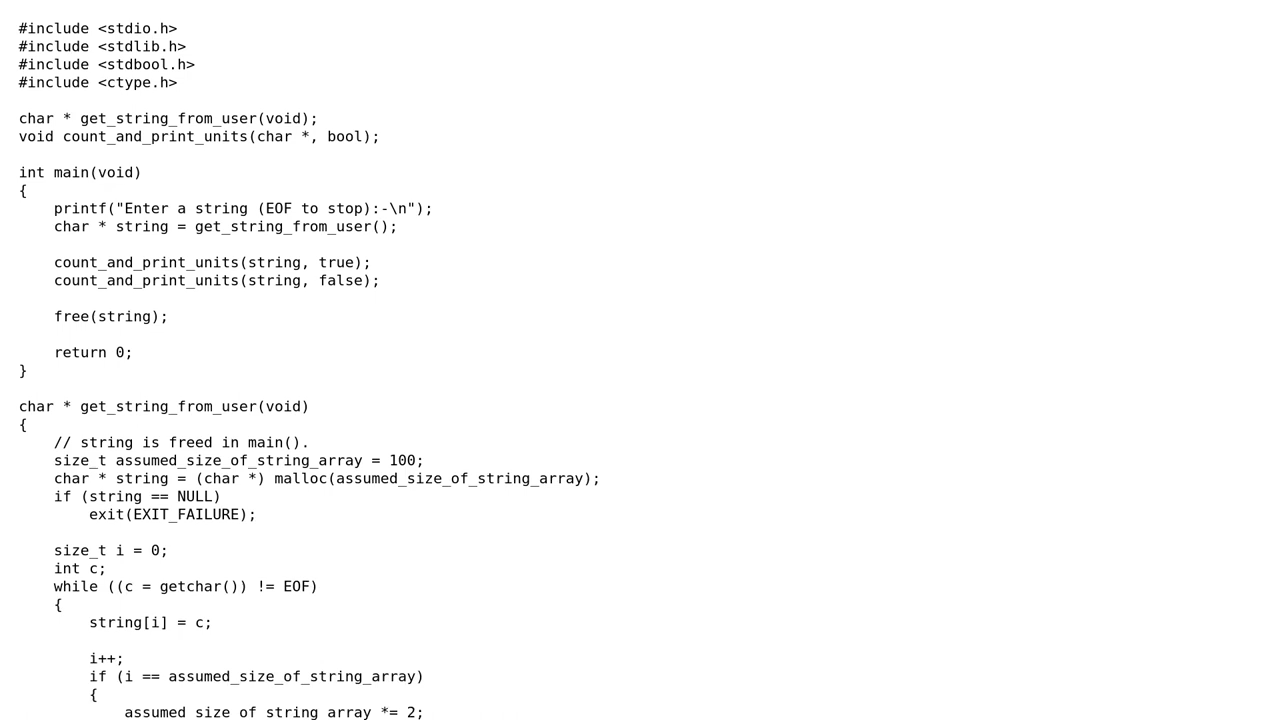 #include <stdio.h>
#include <stdlib.h>
#include <stdbool.h>
#include <ctype.h>

char * get_string_from_user(void);
void count_and_print_units(char *, bool);

int main(void)
{
    printf("Enter a string (EOF to stop):-\n");
    char * string = get_string_from_user();

    count_and_print_units(string, true);
    count_and_print_units(string, false);

    free(string);

    return 0;
}

char * get_string_from_user(void)
{
    // string is freed in main().
    size_t assumed_size_of_string_array = 100;
    char * string = (char *) malloc(assumed_size_of_string_array);
    if (string == NULL)
        exit(EXIT_FAILURE);

    size_t i = 0;
    int c;
    while ((c = getchar()) != EOF)
    {
        string[i] = c;

        i++;
        if (i == assumed_size_of_string_array)
        {
            assumed_size_of_string_array *= 2;